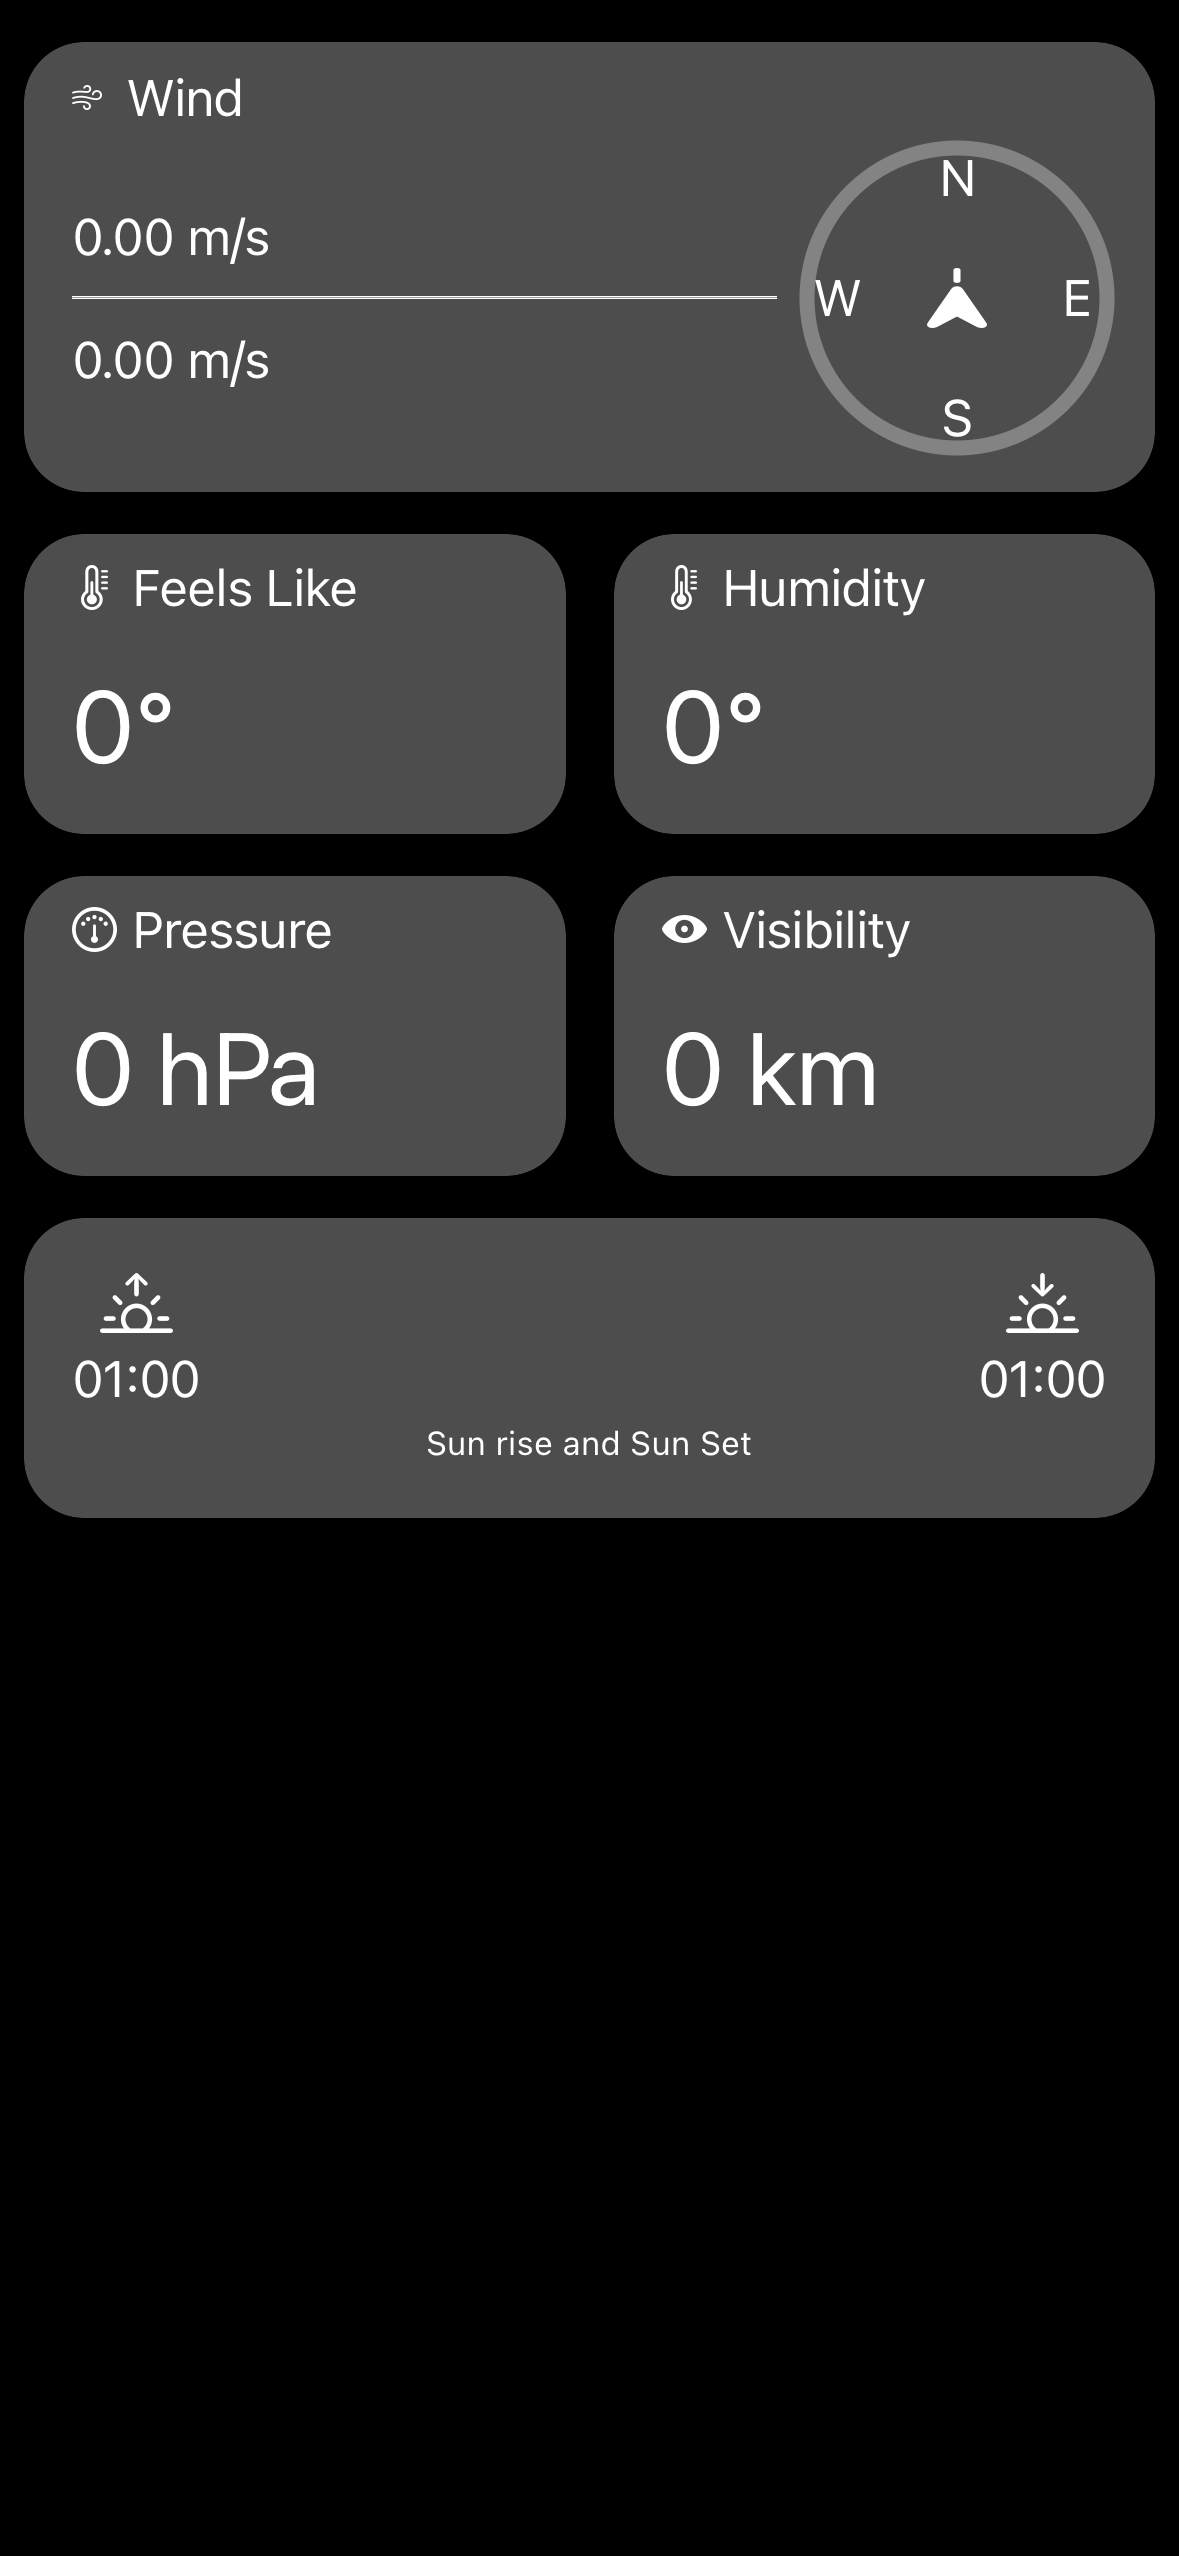 Wind
0.00 m/s
0.00 m/s
N
W E
S
Feels Like
0°
Humidity
0°
Pressure
0 hPa
Visibility
0 km
01:00
01:00
Sun rise and Sun Set